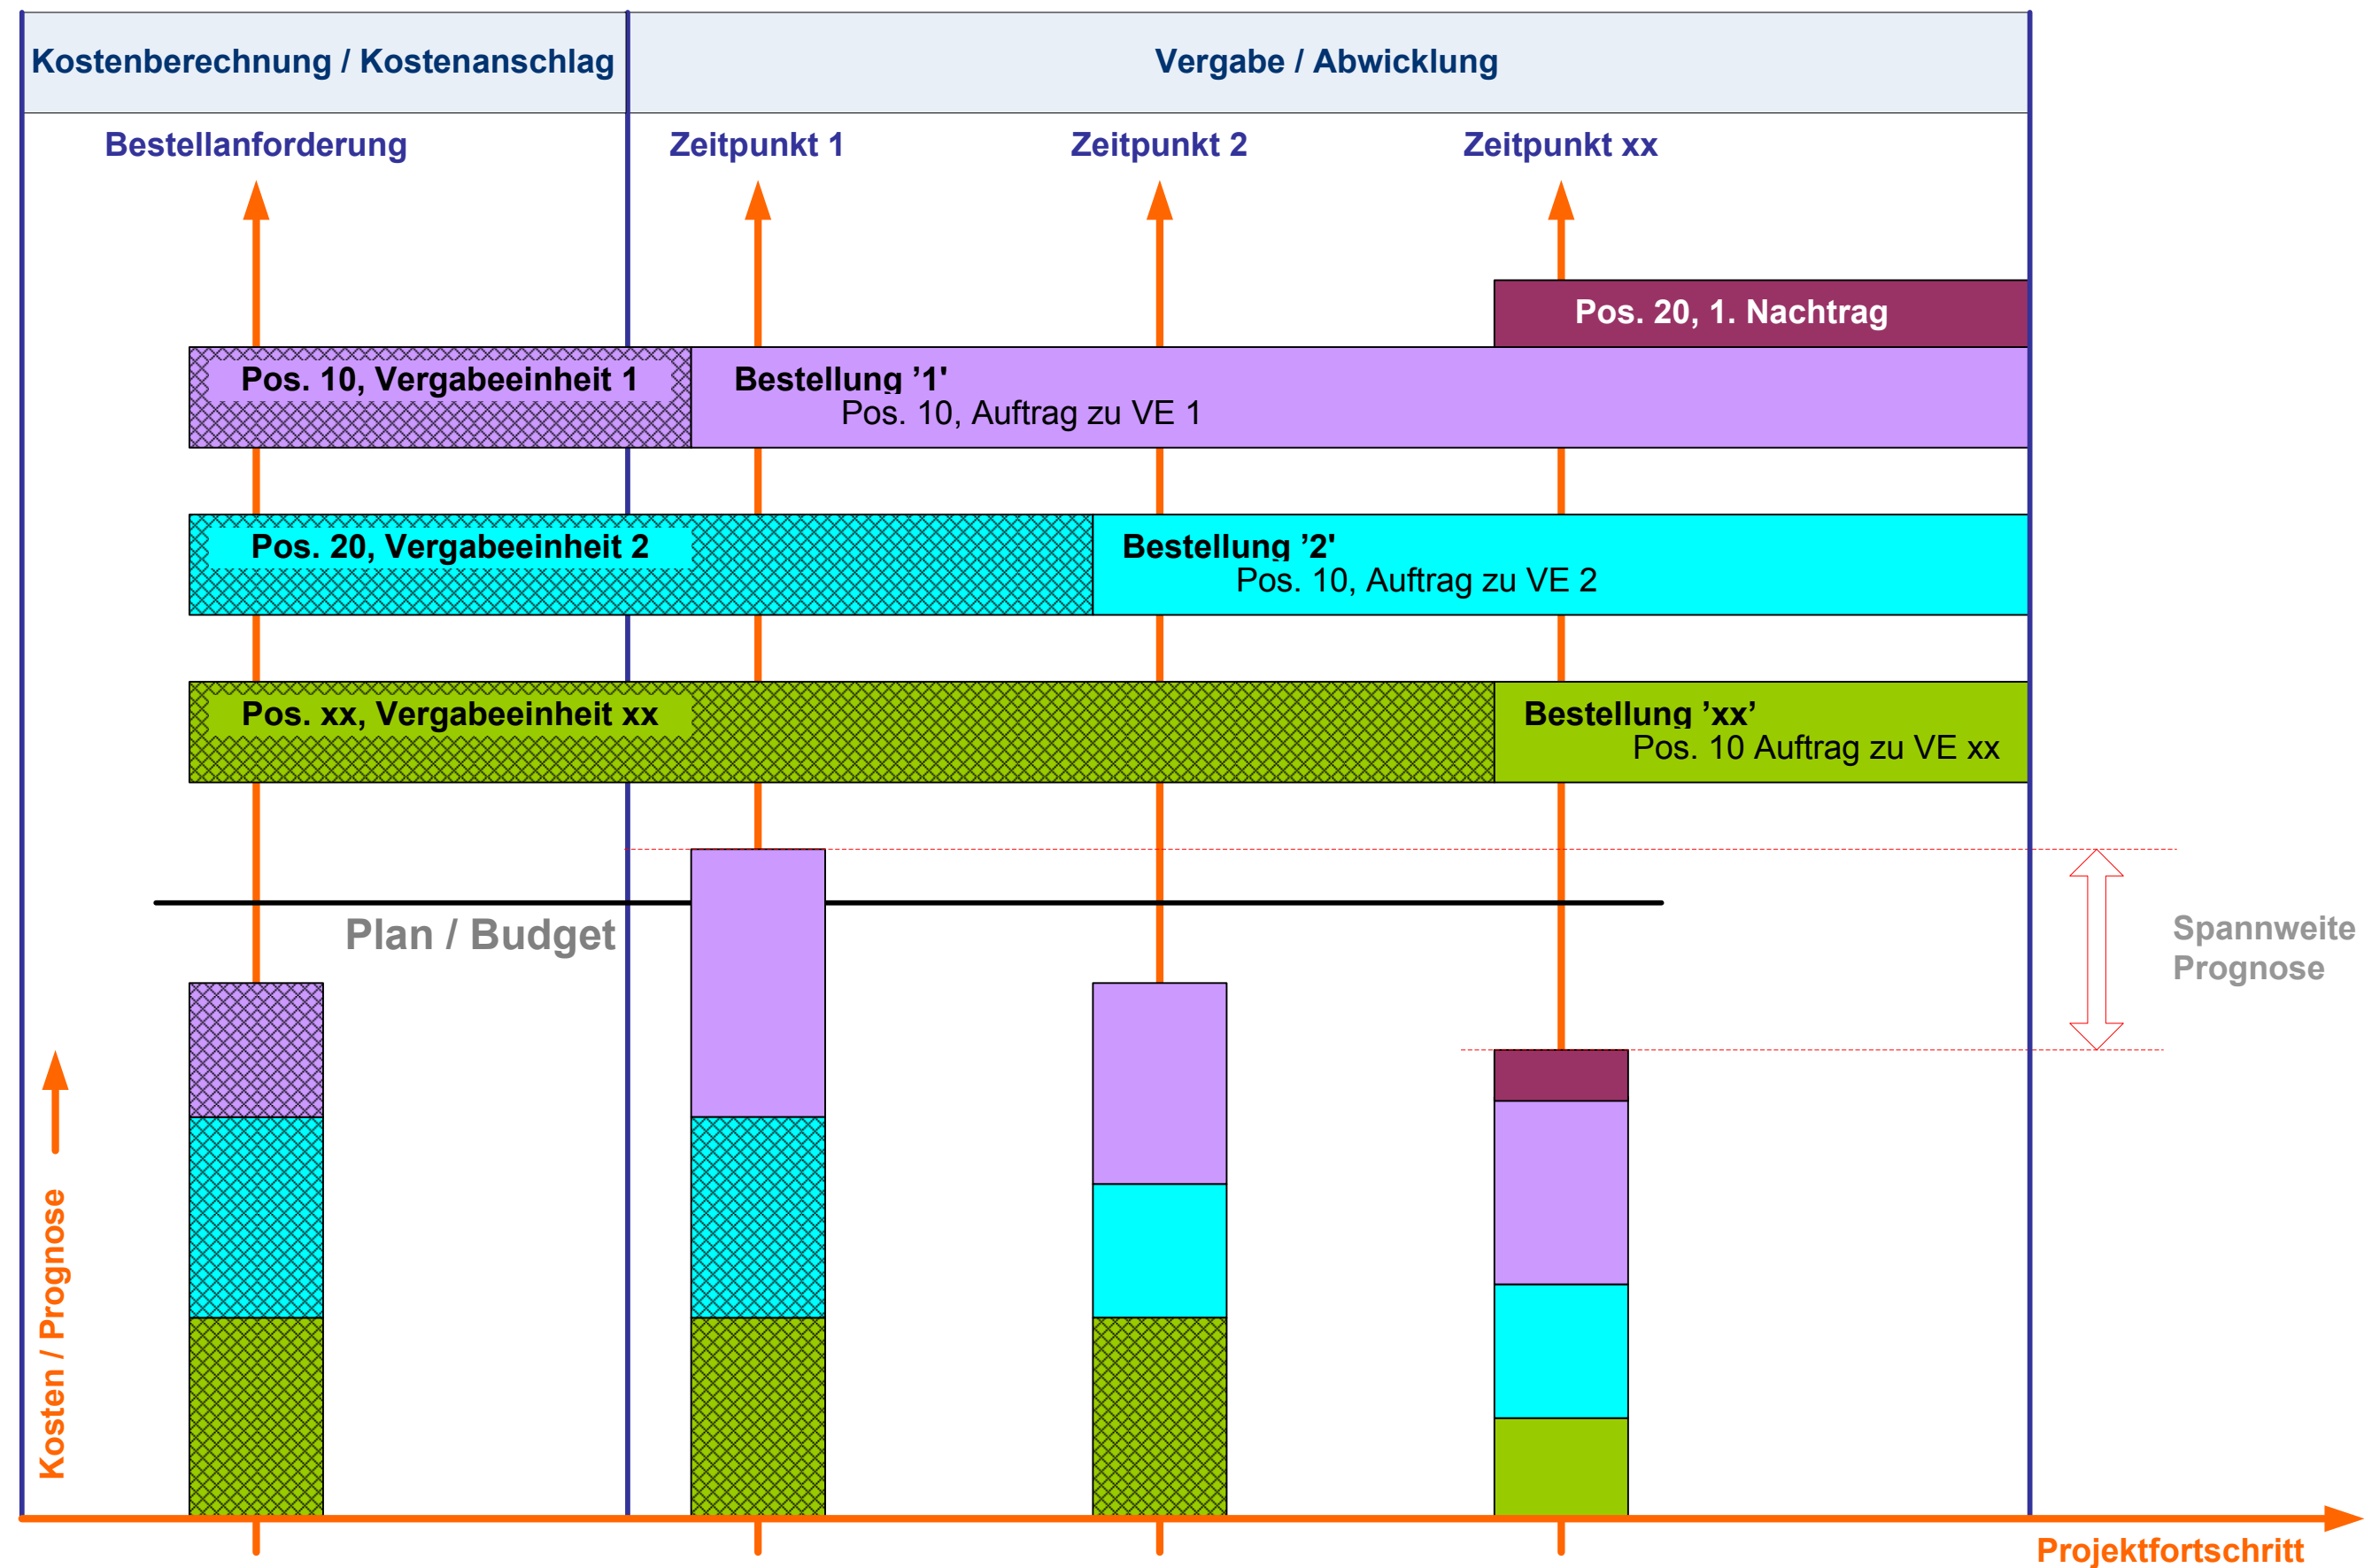 Kostenberechnung / Kostenanschlag
Vergabe / Abwicklung
Bestellanforderung
Zeitpunkt 1
Zeitpunkt 2
Zeitpunkt xx
Pos. 20, 1. Nachtrag
Pos. 10, Vergabeeinheit 1
Bestellung ’1'
Pos. 10, Auftrag zu VE 1
Pos. 20, Vergabeeinheit 2
Bestellung ’2'
Pos. 10, Auftrag zu VE 2
Pos. xx, Vergabeeinheit xx
Bestellung ’xx’
Pos. 10 Auftrag zu VE xx
Plan / Budget
Spannweite
Prognose
Kosten / Prognose
Projektfortschritt